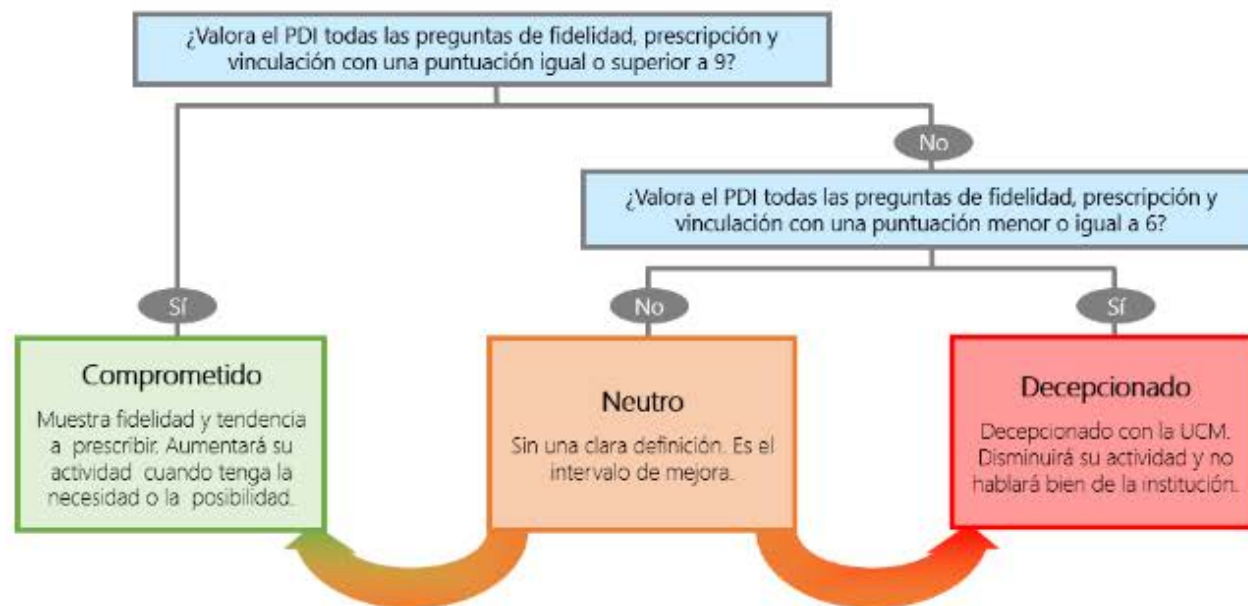 ¿Valora el PDI todas las preguntas de fidelidad, prescripción y
vinculación con una puntuación igual o superior a 9?
No
¿Valora el PDI todas las preguntas de fidelidad, prescripción y
vinculación con una puntuación menor o igual a 6?
Sí
No
Sí
Comprometido
Muestra fidelidad y tendencia
a prescribir. Aumentará su
actividad cuando tenga la
necesidad o la posibilidad.
Neutro
Sin una clara definición. Es el
intervalo de mejora.
Decepcionado
Decepcionado con la UCM.
Disminuirá su actividad y no
hablará bien de la institución.